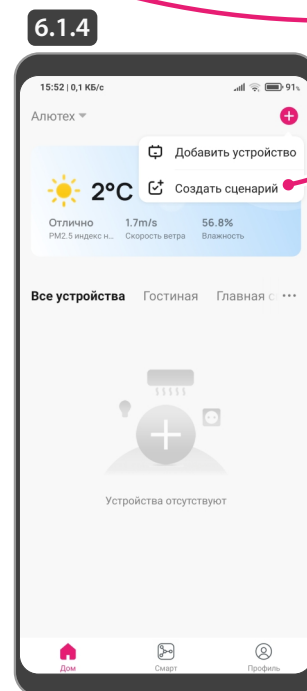 6.1.4
15:52 | 0,1 КБ/с 91%
Алютех
Добавить устройство
Создать сценарий
2°C
Отлично 1.7m/s 56.8%
PM2.5 индекс н... Скорость ветра Влажность
Все устройства Гостиная Главная с ...
Устройства отсутствуют
Дом Смарт Профиль